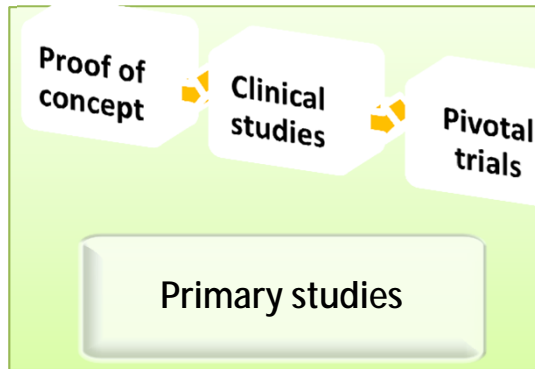 Proof of
concept
Clinical
studies
Pivotal
trials
Primary studies